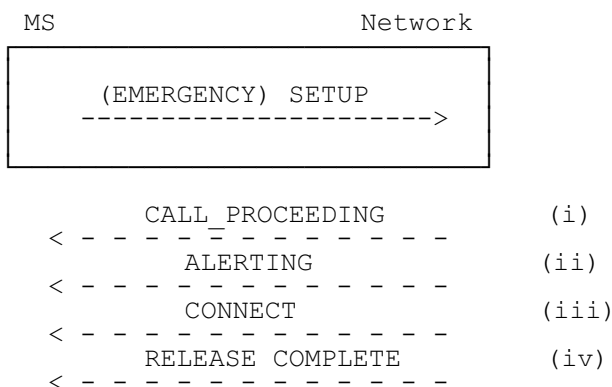 MS Network
(EMERGENCY) SETUP
CALL_PROCEEDING (i)
ALERTING (ii)
CONNECT (iii)
RELEASE COMPLETE (iv)